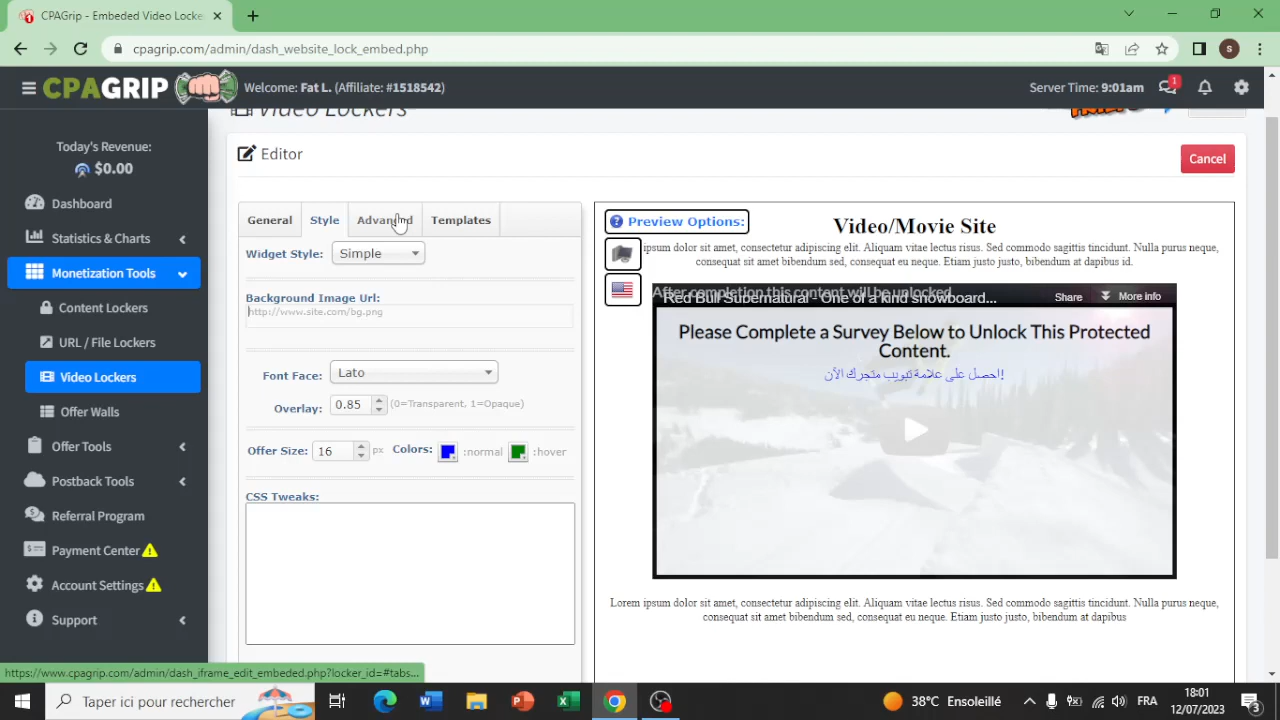 CPAGrip - Embedded Video Locke
cpagrip.com/admin/dash_website_lock_embed.php
S
CPAGRIP
Welcome: Fat L. (Affiliate: #1518542)
Server Time: 9:01am
1
Video Lockers
Today's Revenue:
$0.00
Dashboard
Statistics & Charts
Monetization Tools
Content Lockers
URL / File Lockers
Video Lockers
Offer Walls
Offer Tools
Postback Tools
Referral Program
Payment Center
Account Settings
Support
Editor
Cancel
General
Style
Advanced
Templates
Widget Style:
Simple
Background Image Url:
http://www.site.com/bg.png
Font Face:
Lato
Overlay:
0.85
(0=Transparent, 1=Opaque)
Offer Size:
16
px
Colors:
:normal
:hover
CSS Tweaks:
Preview Options:
Video/Movie Site
ipsum dolor sit amet, consectetur adipiscing elit. Aliquam vitae lectus risus. Sed commodo sagittis tincidunt. Nulla purus neque,
consequat sit amet bibendum sed, consequat eu neque. Etiam justo justo, bibendum at dapibus id.
After completion this content will be unlocked
Red Bull Supernatural - One of a kind snowboard...
Share
More info
Please Complete a Survey Below to Unlock This Protected
Content.
احصل على علامة تبويب متجرك الآن!
Lorem ipsum dolor sit amet, consectetur adipiscing elit. Aliquam vitae lectus risus. Sed commodo sagittis tincidunt. Nulla purus neque,
consequat sit amet bibendum sed, consequat eu neque. Etiam justo justo, bibendum at dapibus
https://www.cpagrip.com/admin/dash_iframe_edit_embeded.php?locker_id=#tabs...
Taper ici pour rechercher
38°C Ensoleillé
FRA
18:01
12/07/2023
3